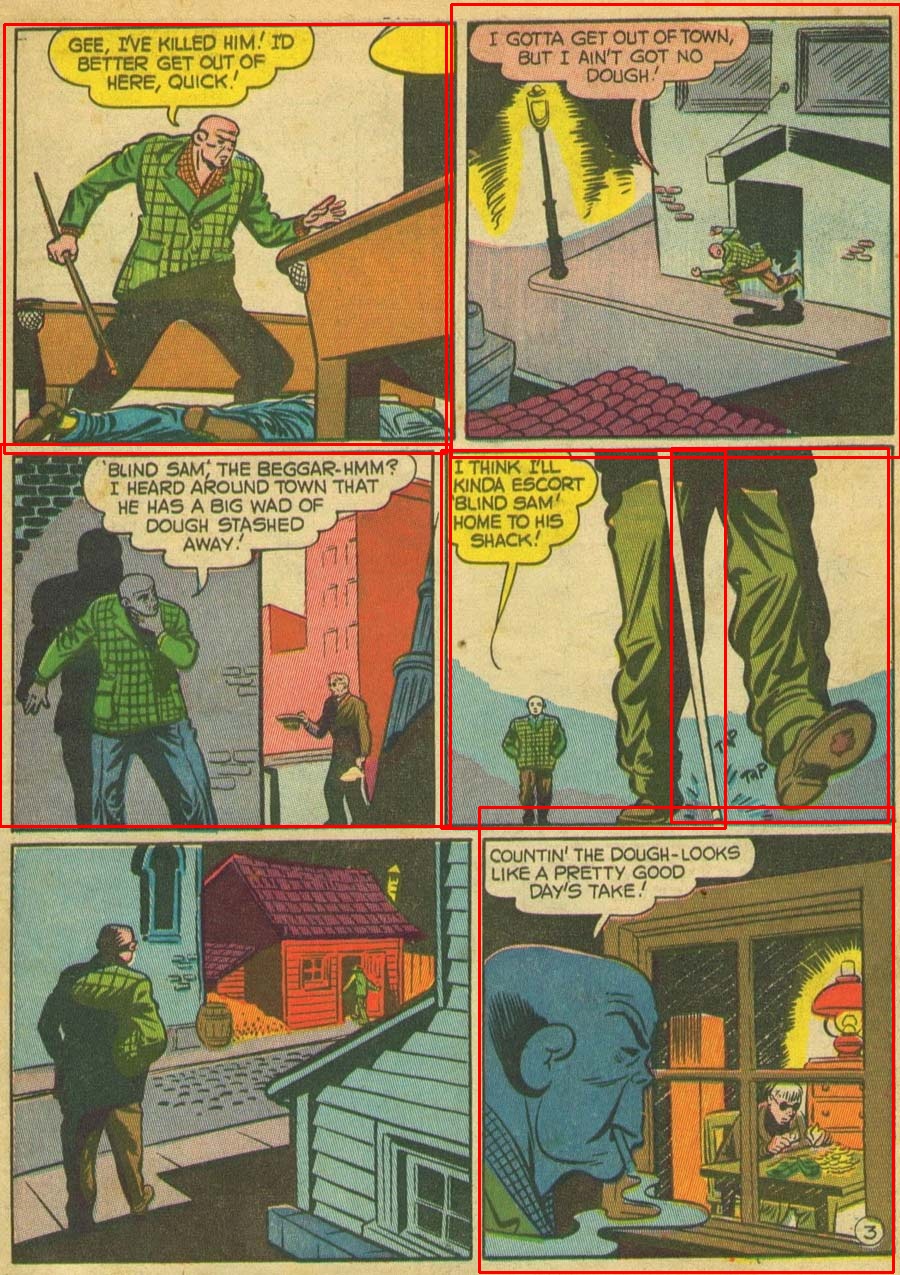 GEE, I'VE KILLED HIM! I'D
BETTER GET OUT OF
HERE, QUICK!
I GOTTA GET OUT OF TOWN,
BUT I AIN'T GOT NO
DOUGH!
'BLIND SAM', THE BEGGAR-HMM?
I HEARD AROUND TOWN THAT
HE HAS A BIG WAD OF
DOUGH STASHED
AWAY!
I THINK I'LL
KINDA ESCORT
'BLIND SAM'
HOME TO HIS
SHACK!
TAP
TAP
COUNTIN' THE DOUGH-LOOKS
LIKE A PRETTY GOOD
DAY'S TAKE!
3